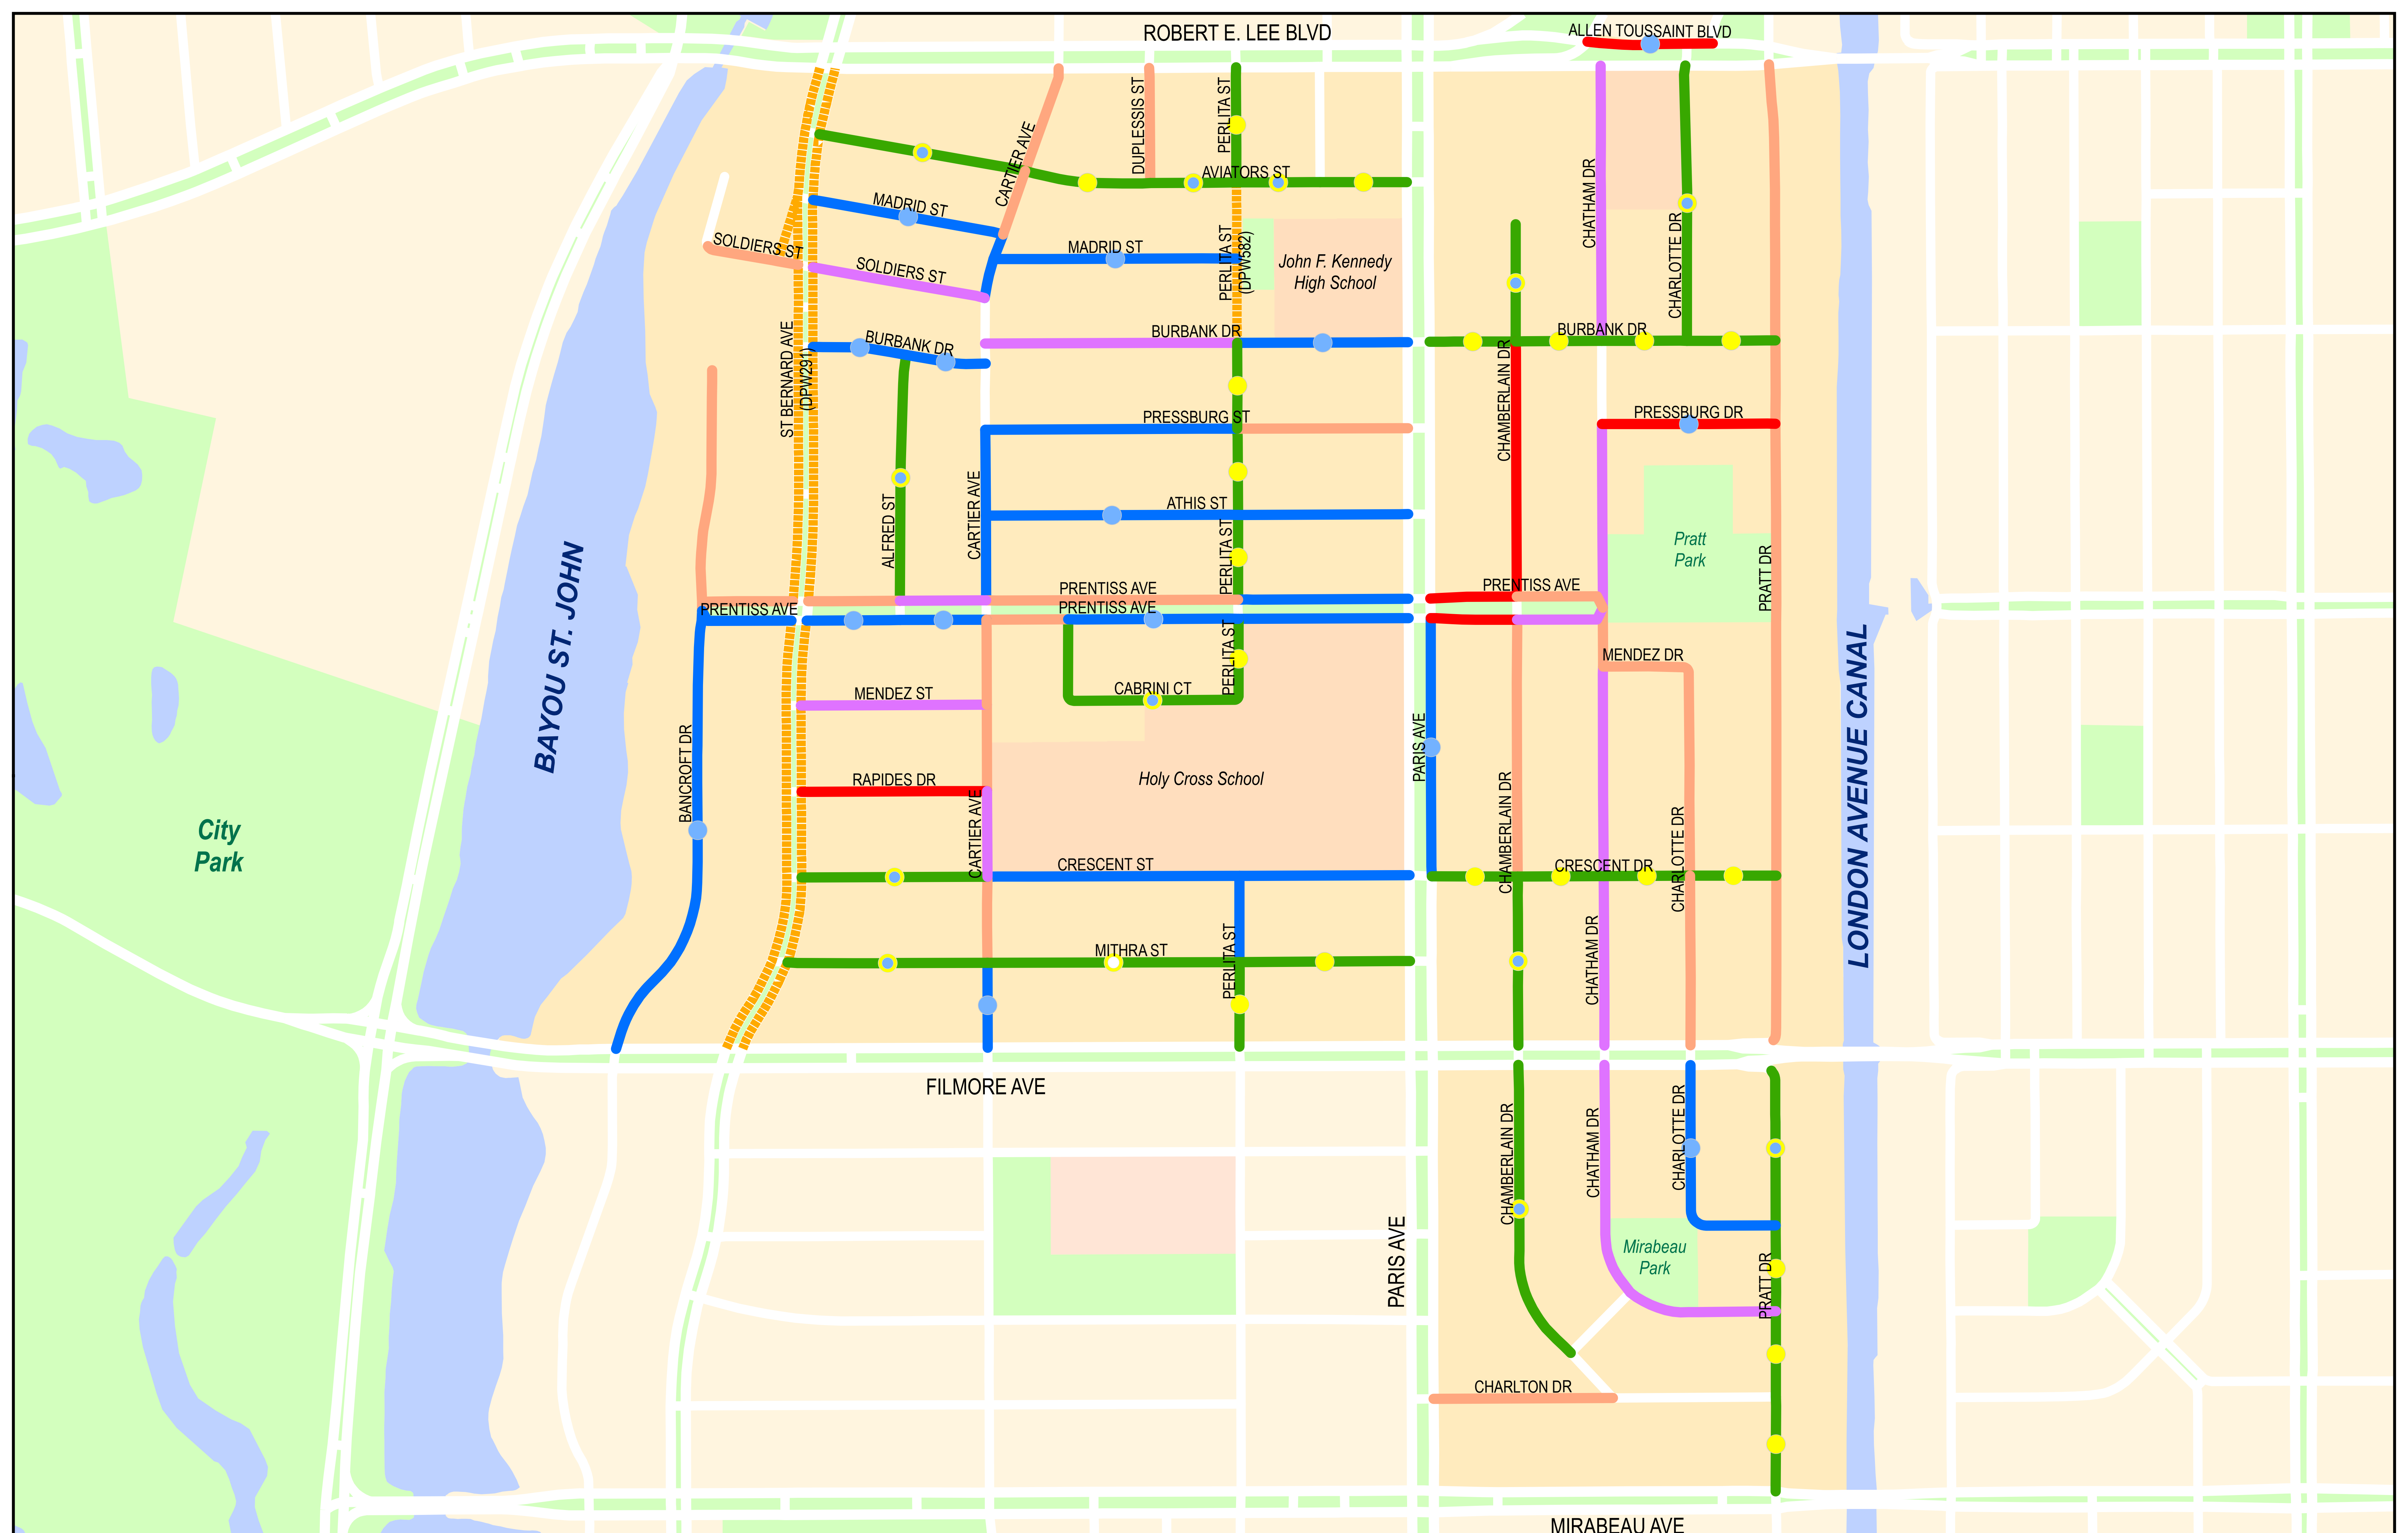 ROBERT E. LEE BLVD
ALLEN TOUSSAINT BLVD
CARTIER AVE
DUPLESSIS ST
PERLITA ST
AVIATORS ST
CHATHAM DR
CHARLOTTE DR
MADRID ST
SOLDIERS ST
SOLDIERS ST
MADRID ST
PERLITA ST
(DPW582)
John F. Kennedy
High School
ST BERNARD AVE
(DPW291)
BURBANK DR
BURBANK DR
BURBANK DR
CHAMBERLAIN DR
PRESSBURG ST
PRESSBURG DR
ALFRED ST
CARTIER AVE
ATHIS ST
PERLITA ST
Pratt
Park
PRATT DR
BAYOU ST. JOHN
PRENTISS AVE
PRENTISS AVE
PRENTISS AVE
PRENTISS AVE
PERLITA ST
MENDEZ DR
MENDEZ ST
CABRINI CT
BANCROFT DR
PARIS AVE
LONDON AVENUE CANAL
RAPIDES DR
CARTIER AVE
Holy Cross School
CHAMBERLAIN DR
CHARLOTTE DR
City
Park
CRESCENT ST
CRESCENT DR
MITHRA ST
PERLITA ST
CHATHAM DR
FILMORE AVE
CHAMBERLAIN DR
CHATHAM DR
CHARLOTTE DR
PARIS AVE
Mirabeau
Park
PRATT DR
CHARLTON DR
MIRABEAU AVE